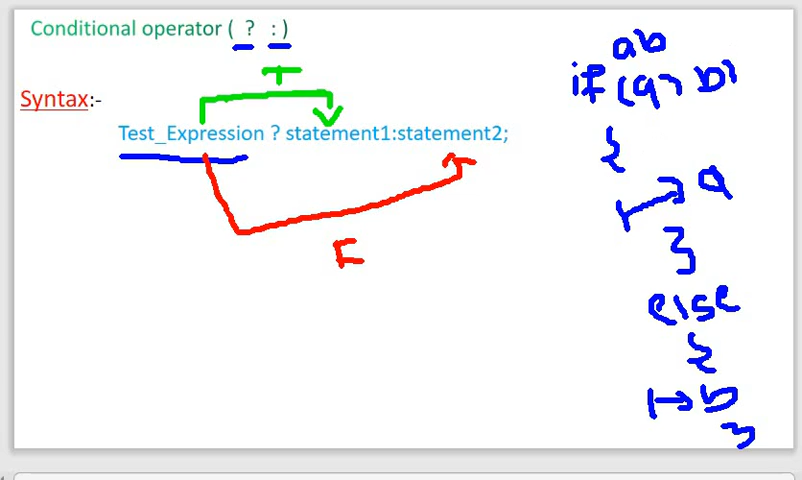 Conditional operator ( ? : )
T
Syntax:-
Test_Expression ? statement1:statement2;
F
ab
if (a>b)
{
a
}
else
{
b
}